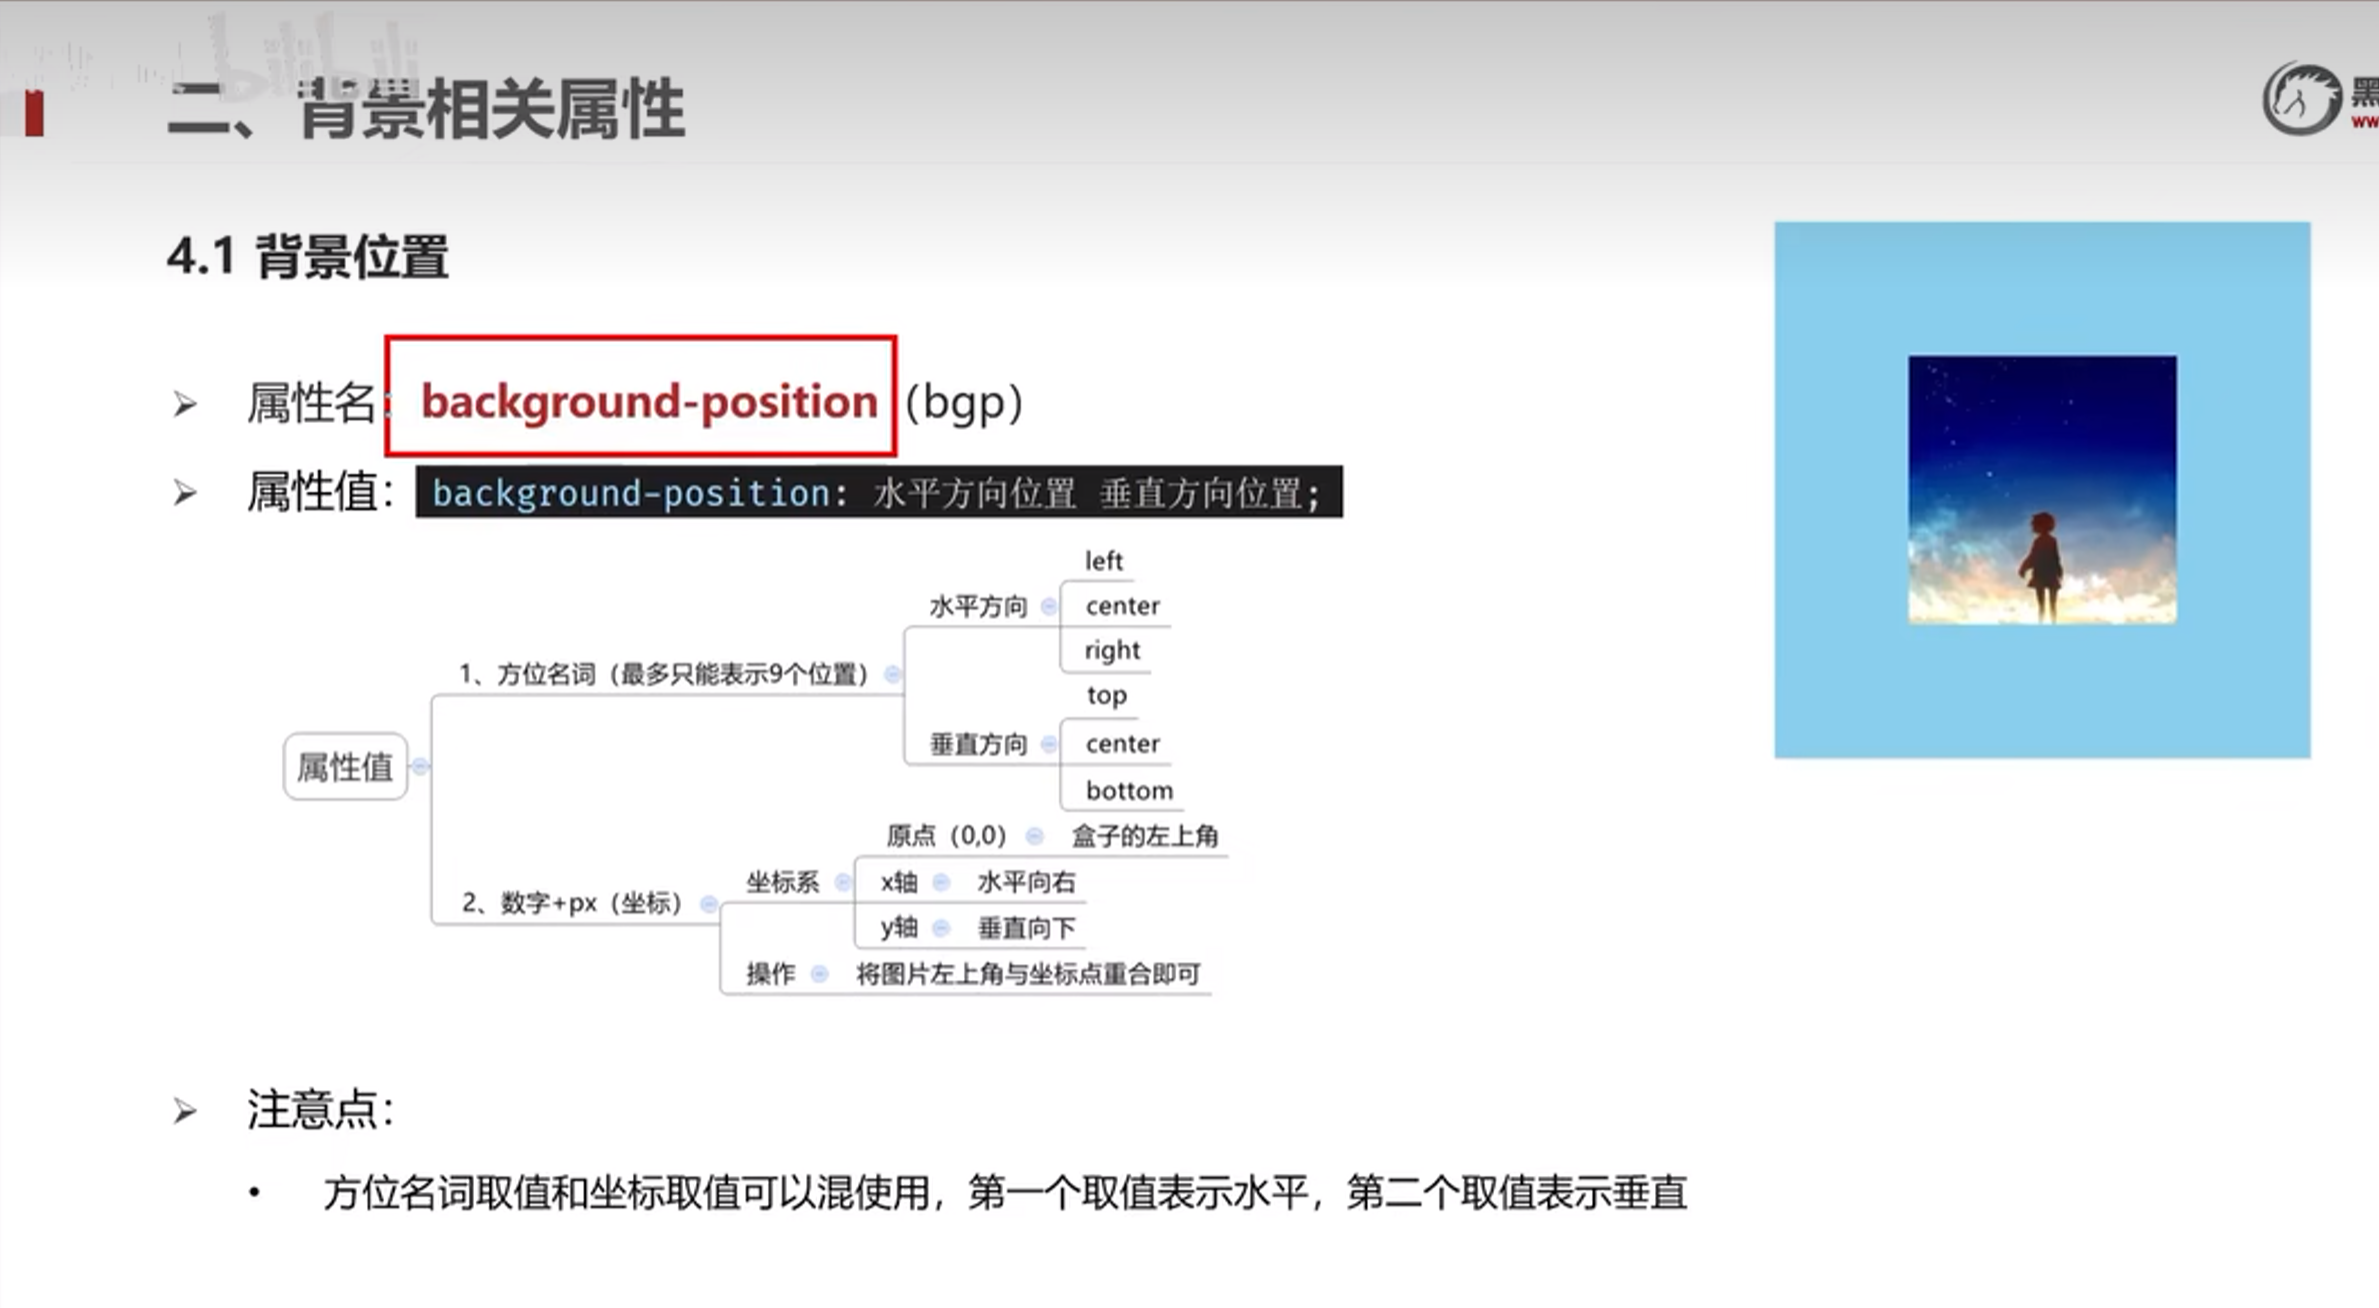 bilibili
二、背景相关属性
黑
ww
4.1 背景位置
属性名：background-position（bgp）
属性值：background-position: 水平方向位置 垂直方向位置;
left
水平方向
center
right
1、方位名词（最多只能表示9个位置）
top
垂直方向
center
bottom
属性值
原点（0,0） 盒子的左上角
坐标系
x轴 水平向右
2、数字+px（坐标）
y轴 垂直向下
操作 将图片左上角与坐标点重合即可
注意点：
• 方位名词取值和坐标取值可以混使用，第一个取值表示水平，第二个取值表示垂直